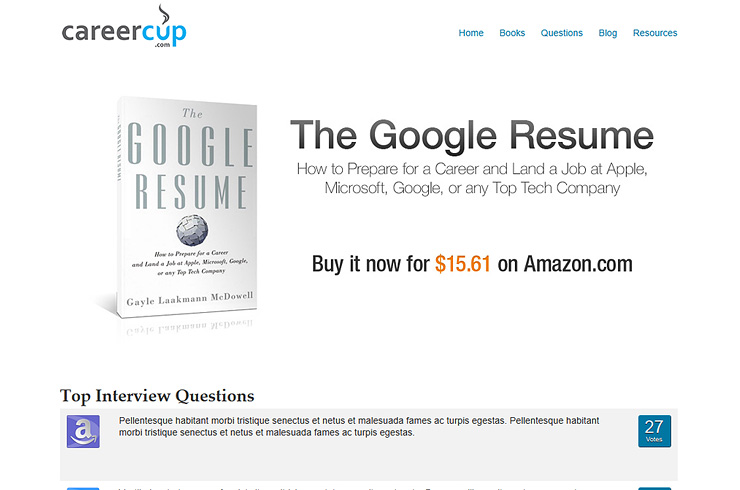 careercup
.com
Home Books Questions Blog Resources
The
GOOGLE
RESUME
How to Prepare for a Career
and Land a Job at Apple, Microsoft, Google,
or any Top Tech Company
Gayle Laakmann McDowell
The Google Resume
How to Prepare for a Career and Land a Job at Apple,
Microsoft, Google, or any Top Tech Company
Buy it now for $15.61 on Amazon.com
Top Interview Questions
a
Pellentesque habitant morbi tristique senectus et netus et malesuada fames ac turpis egestas. Pellentesque habitant
morbi tristique senectus et netus et malesuada fames ac turpis egestas.
27
Votes